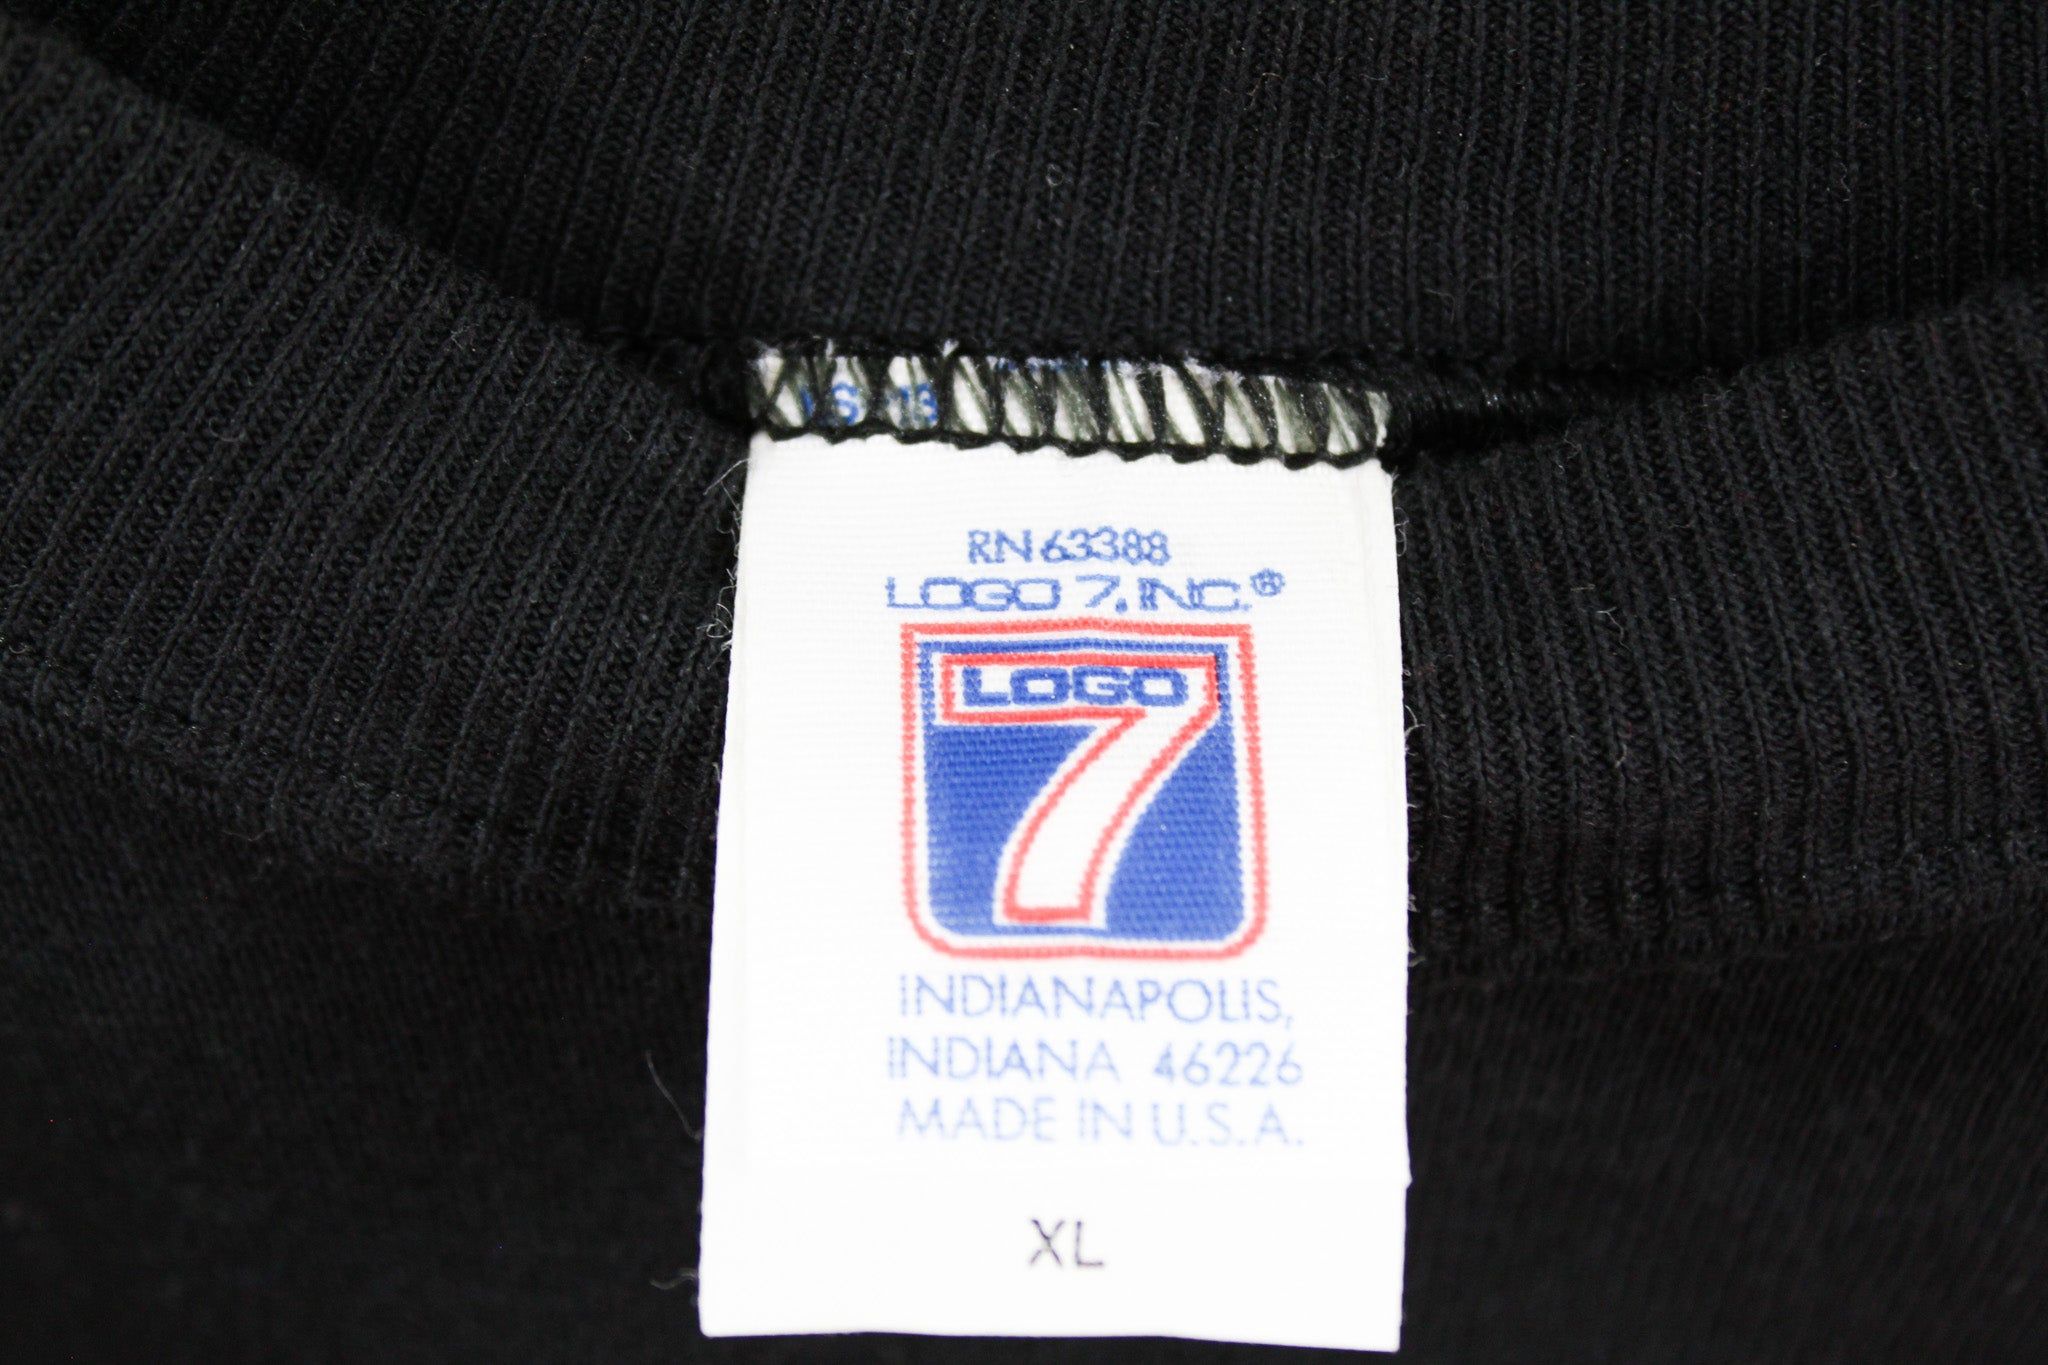 RN 63388
LOGO 7, INC.®
LOGO
7
INDIANAPOLIS,
INDIANA 46226
MADE IN U.S.A.
XL